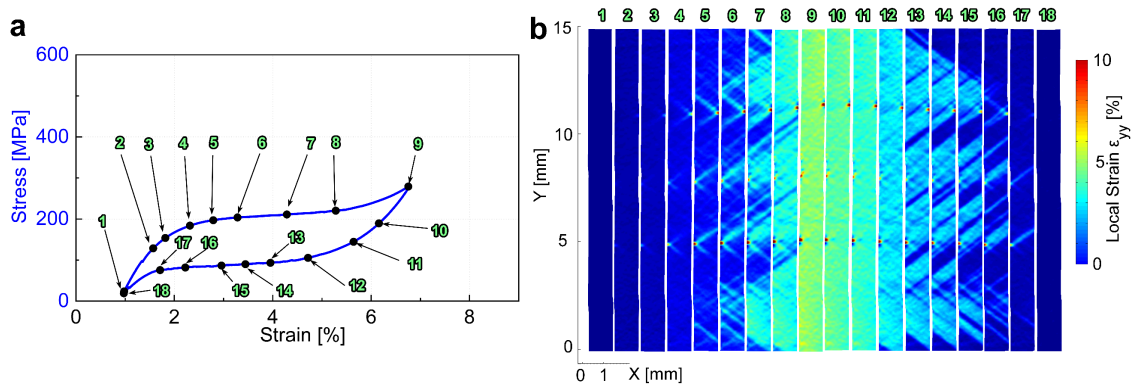 a
600
400
200
0
Stress [MPa]
0 2 4 6 8
Strain [%]
1 2 3 4 5 6 7 8 9
10 11 12 13 14 15 16 17 18
b
1 2 3 4 5 6 7 8 9 10 11 12 13 14 15 16 17 18
15
10
5
0
Y [mm]
0 1 X [mm]
10
5
0
Local Strain εyy [%]